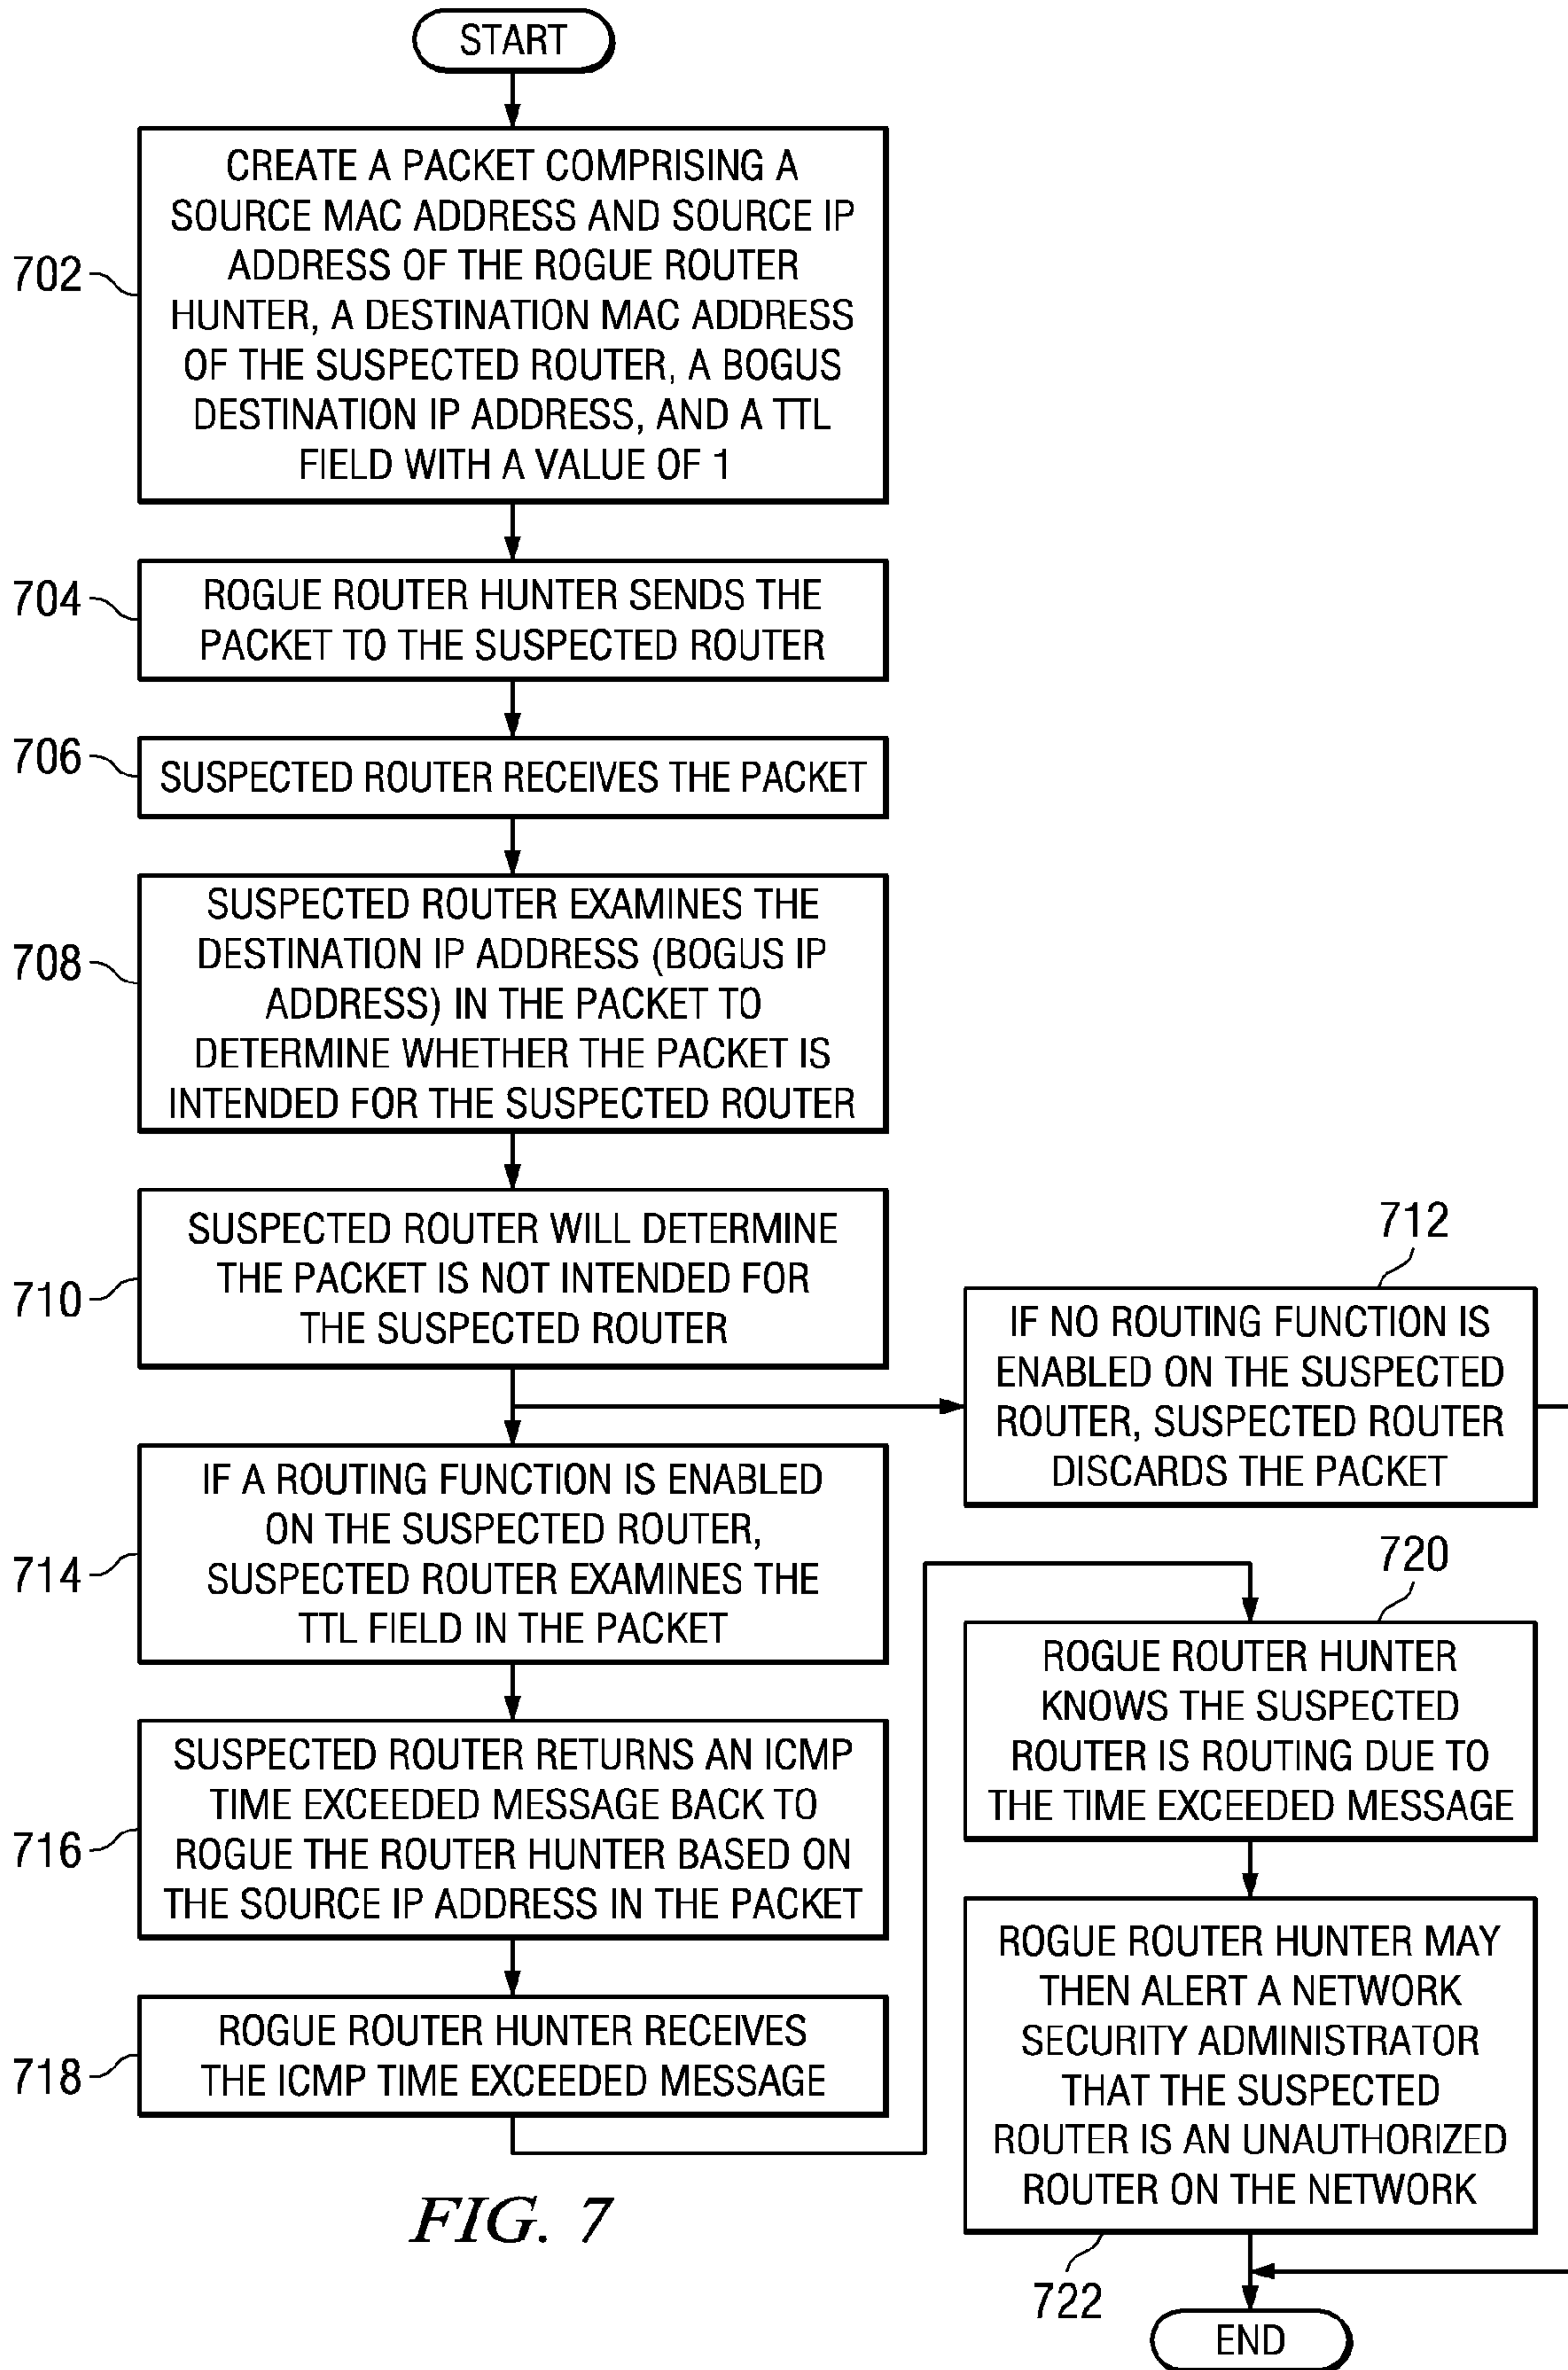 START
702
CREATE A PACKET COMPRISING A
SOURCE MAC ADDRESS AND SOURCE IP
ADDRESS OF THE ROGUE ROUTER
HUNTER, A DESTINATION MAC ADDRESS
OF THE SUSPECTED ROUTER, A BOGUS
DESTINATION IP ADDRESS, AND A TTL
FIELD WITH A VALUE OF 1
704
ROGUE ROUTER HUNTER SENDS THE
PACKET TO THE SUSPECTED ROUTER
706
SUSPECTED ROUTER RECEIVES THE PACKET
708
SUSPECTED ROUTER EXAMINES THE
DESTINATION IP ADDRESS (BOGUS IP
ADDRESS) IN THE PACKET TO
DETERMINE WHETHER THE PACKET IS
INTENDED FOR THE SUSPECTED ROUTER
710
SUSPECTED ROUTER WILL DETERMINE
THE PACKET IS NOT INTENDED FOR
THE SUSPECTED ROUTER
712
IF NO ROUTING FUNCTION IS
ENABLED ON THE SUSPECTED
ROUTER, SUSPECTED ROUTER
DISCARDS THE PACKET
714
IF A ROUTING FUNCTION IS ENABLED
ON THE SUSPECTED ROUTER,
SUSPECTED ROUTER EXAMINES THE
TTL FIELD IN THE PACKET
716
SUSPECTED ROUTER RETURNS AN ICMP
TIME EXCEEDED MESSAGE BACK TO
ROGUE THE ROUTER HUNTER BASED ON
THE SOURCE IP ADDRESS IN THE PACKET
718
ROGUE ROUTER HUNTER RECEIVES
THE ICMP TIME EXCEEDED MESSAGE
720
ROGUE ROUTER HUNTER
KNOWS THE SUSPECTED
ROUTER IS ROUTING DUE TO
THE TIME EXCEEDED MESSAGE
ROGUE ROUTER HUNTER MAY
THEN ALERT A NETWORK
SECURITY ADMINISTRATOR
THAT THE SUSPECTED
ROUTER IS AN UNAUTHORIZED
ROUTER ON THE NETWORK
722
END
FIG. 7